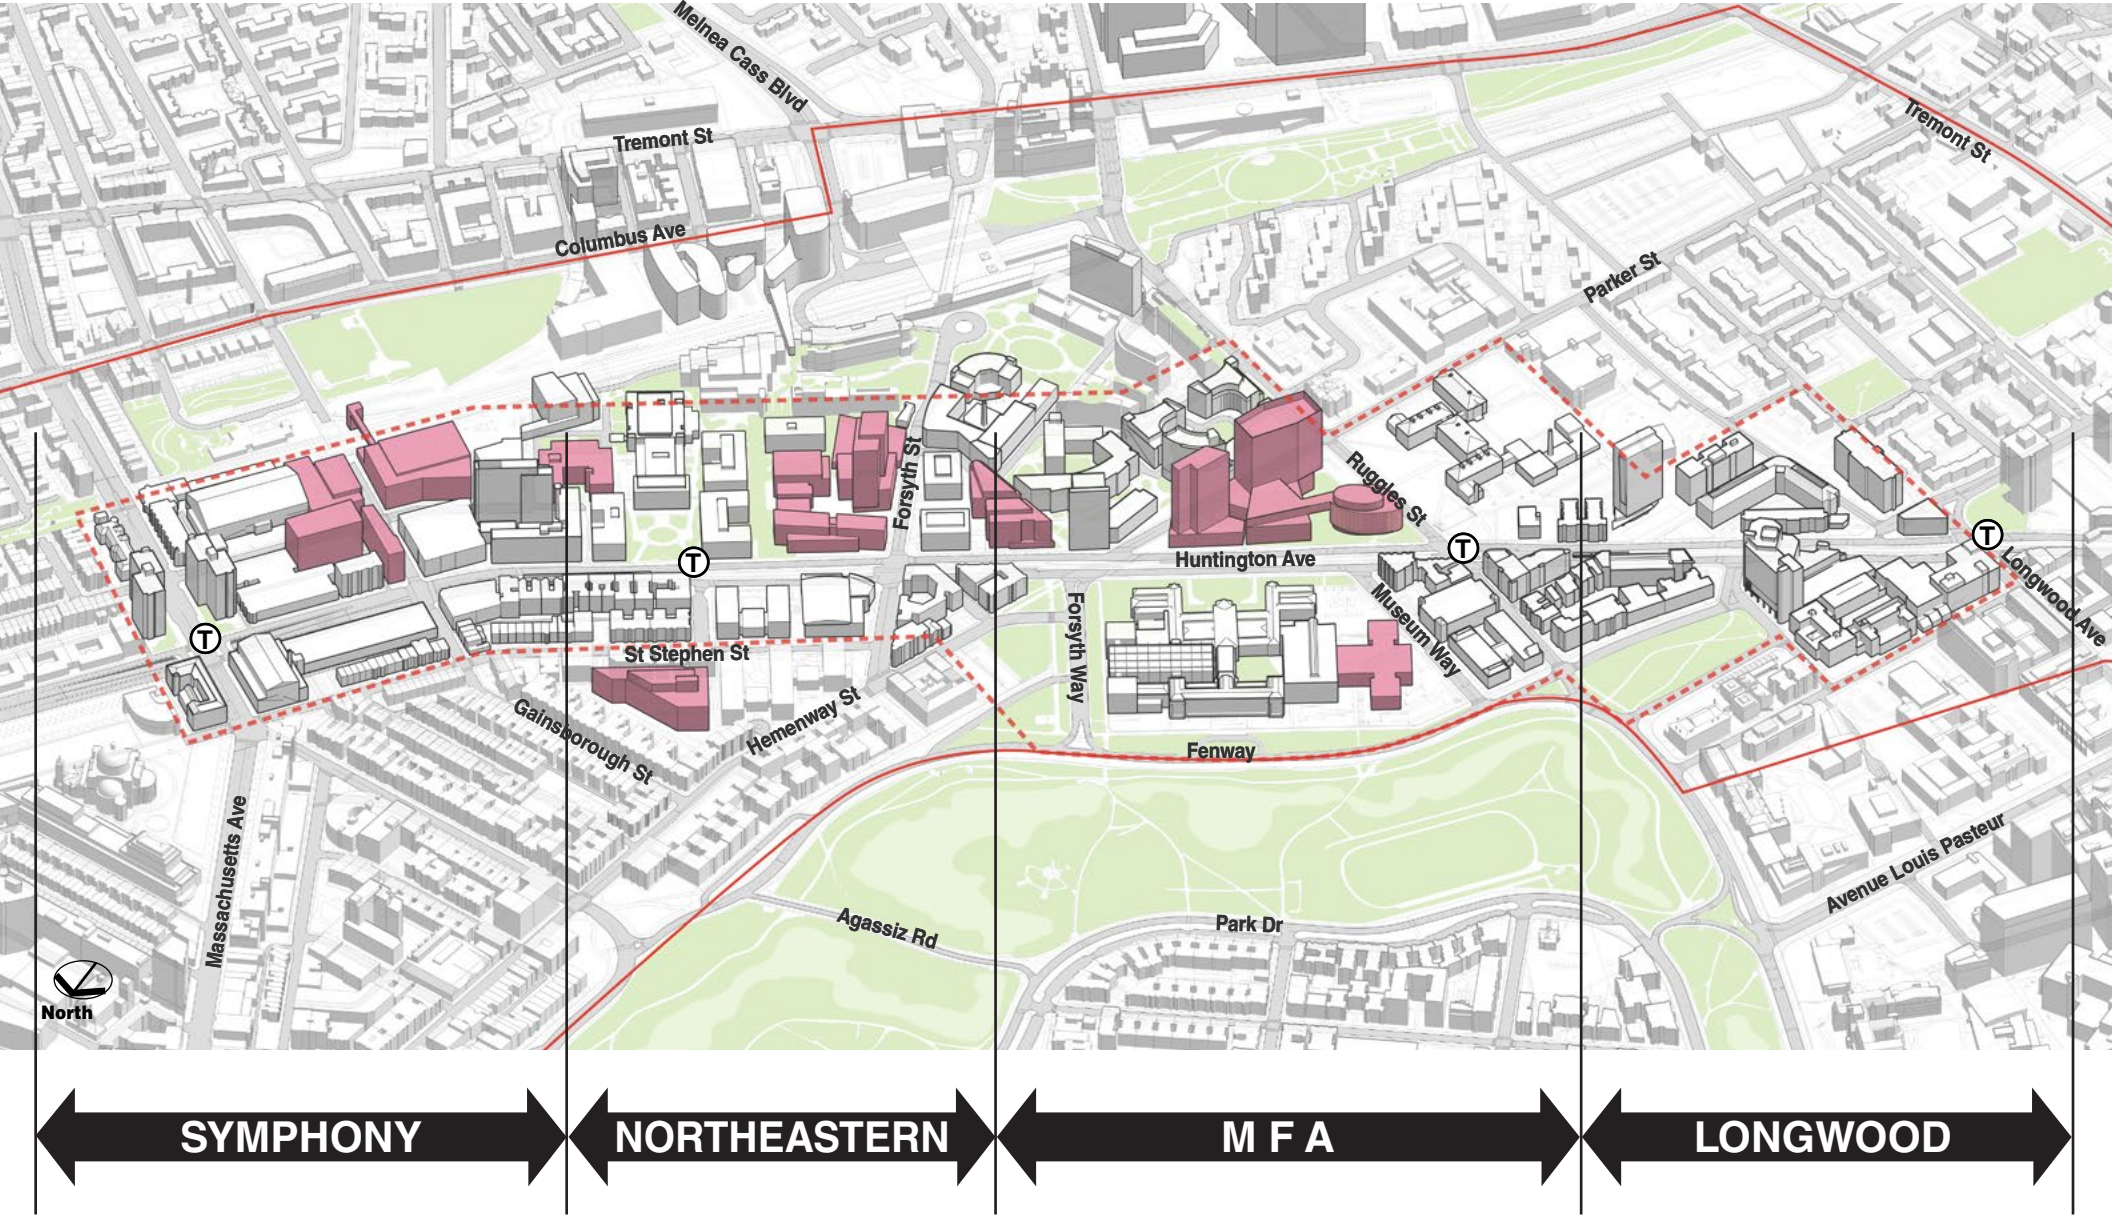 Melnea Cass Blvd
Tremont St
Tremont St
Columbus Ave
Parker St
Forsyth St
Ruggles St
Huntington Ave
T
T
T
T
Longwood Ave
Museum Way
Forsyth Way
St Stephen St
Gainsborough St
Hemenway St
Fenway
Massachusetts Ave
Agassiz Rd
Park Dr
Avenue Louis Pasteur
North
SYMPHONY
NORTHEASTERN
MFA
LONGWOOD